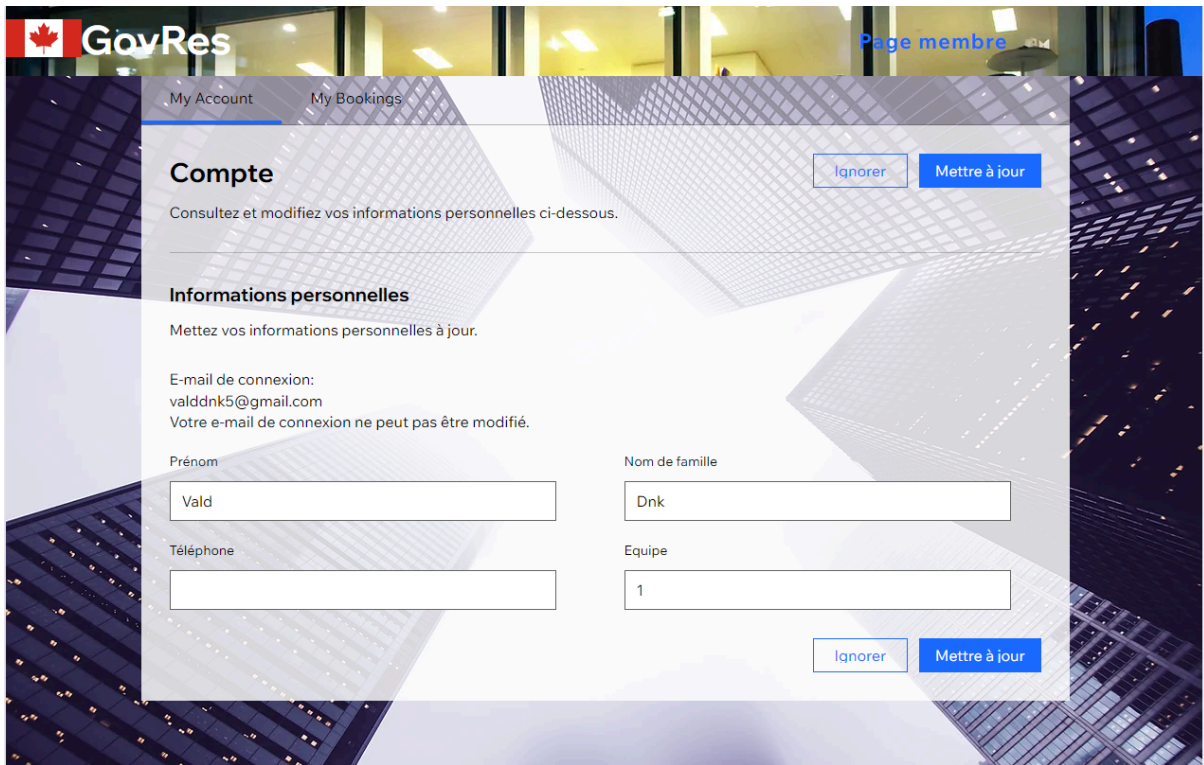 GovRes
Page membre
My Account My Bookings
Compte
Ignorer Mettre à jour
Consultez et modifiez vos informations personnelles ci-dessous.
Informations personnelles
Mettez vos informations personnelles à jour.
E-mail de connexion:
valddnk5@gmail.com
Votre e-mail de connexion ne peut pas être modifié.
Prénom Nom de famille
Vald Dnk
Téléphone Equipe
1
Ignorer Mettre à jour